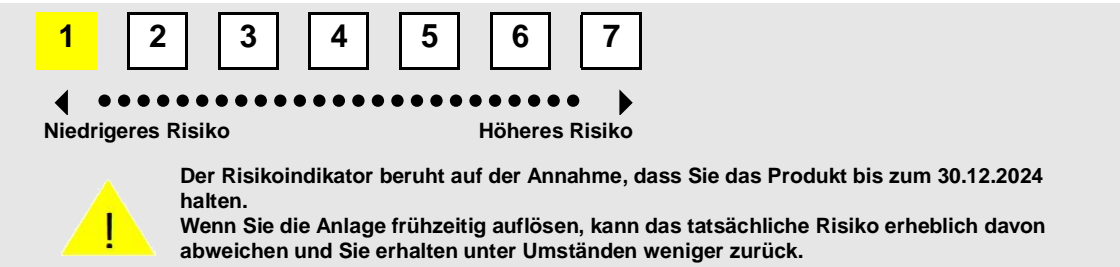 1 2 3 4 5 6 7
Niedrigeres Risiko Höheres Risiko
Der Risikoindikator beruht auf der Annahme, dass Sie das Produkt bis zum 30.12.2024
halten.
Wenn Sie die Anlage frühzeitig auflösen, kann das tatsächliche Risiko erheblich davon
abweichen und Sie erhalten unter Umständen weniger zurück.
!